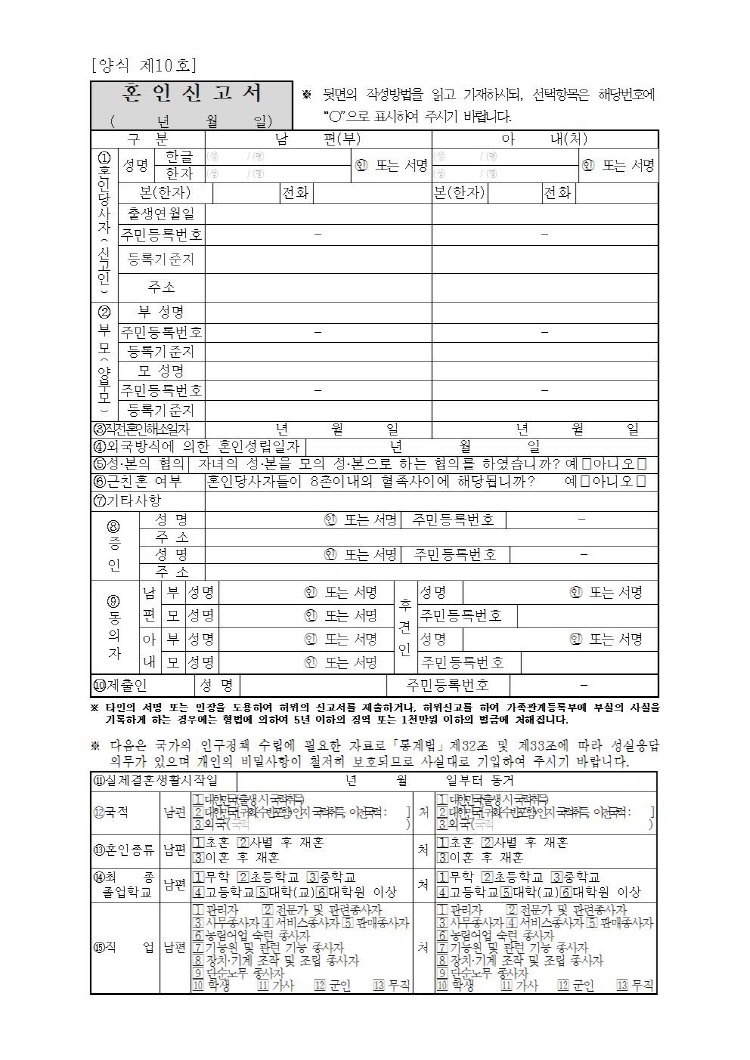 [양식 제10호]
혼 인 신 고 서
( 년 월 일)
※ 뒷면의 작성방법을 읽고 기재하시되, 선택항목은 해당번호에
“○”으로 표시하여 주시기 바랍니다.
구 분 남 편(부) 아 내(처)
①혼인당사자(신고인)
성명 한글 (성) /(명) ㊞ 또는 서명 (성) /(명) ㊞ 또는 서명
한자 (성) /(명) (성) /(명)
본(한자) 전화 본(한자) 전화
출생연월일
주민등록번호 – –
등록기준지
주소
②부모(양부모)
부 성명
주민등록번호 – –
등록기준지
모 성명
주민등록번호 – –
등록기준지
③직전혼인해소일자 년 월 일 년 월 일
④외국방식에 의한 혼인성립일자 년 월 일
⑤성·본의 협의 자녀의 성·본을 모의 성·본으로 하는 협의를 하였습니까? 예□아니오□
⑥근친혼 여부 혼인당사자들이 8촌이내의 혈족사이에 해당됩니까? 예□아니오□
⑦기타사항
⑧증인
성 명 ㊞ 또는 서명 주민등록번호 –
주 소
성 명 ㊞ 또는 서명 주민등록번호 –
주 소
⑨동의자
남편 부 성명 ㊞ 또는 서명 후견인 성명 ㊞ 또는 서명
모 성명 ㊞ 또는 서명 주민등록번호
아내 부 성명 ㊞ 또는 서명 성명 ㊞ 또는 서명
모 성명 ㊞ 또는 서명 주민등록번호
⑩제출인 성 명 주민등록번호 –
※ 타인의 서명 또는 인장을 도용하여 허위의 신고서를 제출하거나, 허위신고를 하여 가족관계등록부에 부실의 사실을
기록하게 하는 경우에는 형법에 의하여 5년 이하의 징역 또는 1천만원 이하의 벌금에 처해집니다.
※ 다음은 국가의 인구정책 수립에 필요한 자료로「통계법」제32조 및 제33조에 따라 성실응답
의무가 있으며 개인의 비밀사항이 철저히 보호되므로 사실대로 기입하여 주시기 바랍니다.
⑪실제결혼생활시작일 년 월 일부터 동거
⑫국적 남편 처
1대한민국(출생시 국적취득) 1대한민국(출생시 국적취득)
2대한민국(귀화·수반포함)인지 국적취득, 이전국적: ] 2대한민국(귀화·수반포함)인지 국적취득, 이전국적: ]
3외국(국적 ) 3외국(국적 )
⑬혼인종류 남편 처
1초혼 2사별 후 재혼 1초혼 2사별 후 재혼
3이혼 후 재혼 3이혼 후 재혼
⑭최 종 졸업학교 남편 처
1무학 2초등학교 3중학교 1무학 2초등학교 3중학교
4고등학교5대학(교)6대학원 이상 4고등학교5대학(교)6대학원 이상
⑮직 업 남편 처
1 관리자 2 전문가 및 관련종사자 1 관리자 2 전문가 및 관련종사자
3 사무종사자 4 서비스종사자 5 판매종사자 3 사무종사자 4 서비스종사자 5 판매종사자
6 농림어업 숙련 종사자 6 농림어업 숙련 종사자
7 기능원 및 관련 기능 종사자 7 기능원 및 관련 기능 종사자
8 장치·기계 조작 및 조립 종사자 8 장치·기계 조작 및 조립 종사자
9 단순노무 종사자 9 단순노무 종사자
10 학생 11 가사 12 군인 13 무직 10 학생 11 가사 12 군인 13 무직